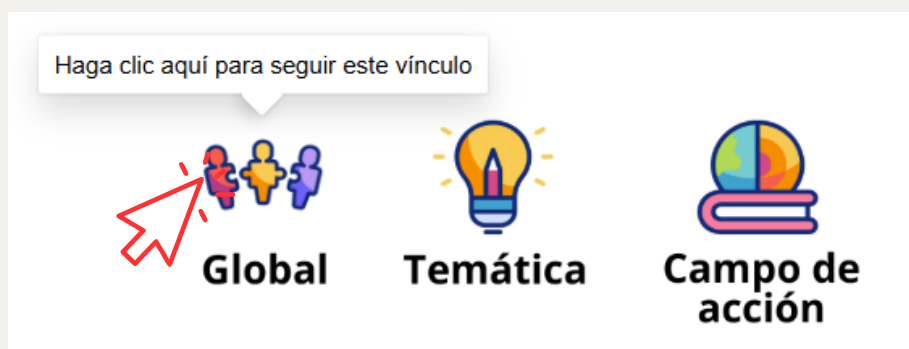 Haga clic aquí para seguir este vínculo
Global
Temática
Campo de
acción